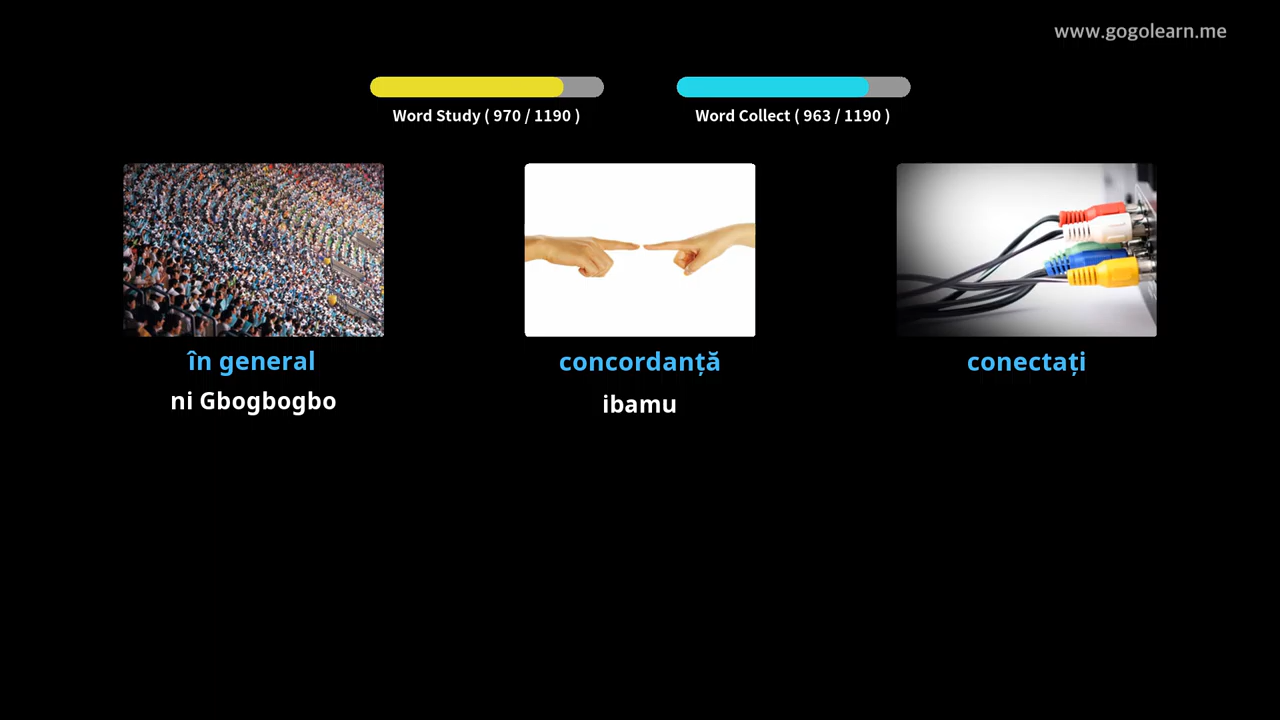 www.gogolearn.me
Word Study ( 970 / 1190 )
Word Collect ( 963 / 1190 )
în general
concordanță
conectați
ni Gbogbogbo
ibamu